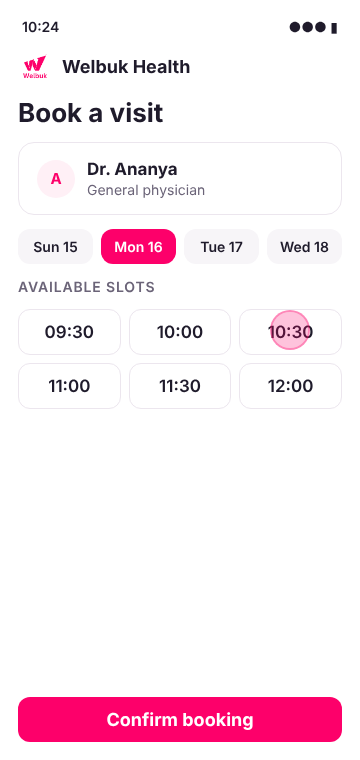 10:24
Welbuk
Welbuk Health
Book a visit
A
Dr. Ananya
General physician
Sun 15 Mon 16 Tue 17 Wed 18
AVAILABLE SLOTS
09:30 10:00 10:30
11:00 11:30 12:00
Confirm booking